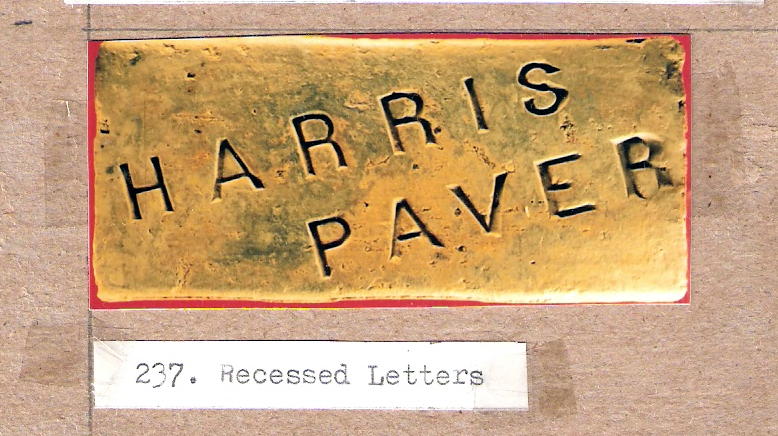 HARRIS
PAVER
237. Recessed Letters